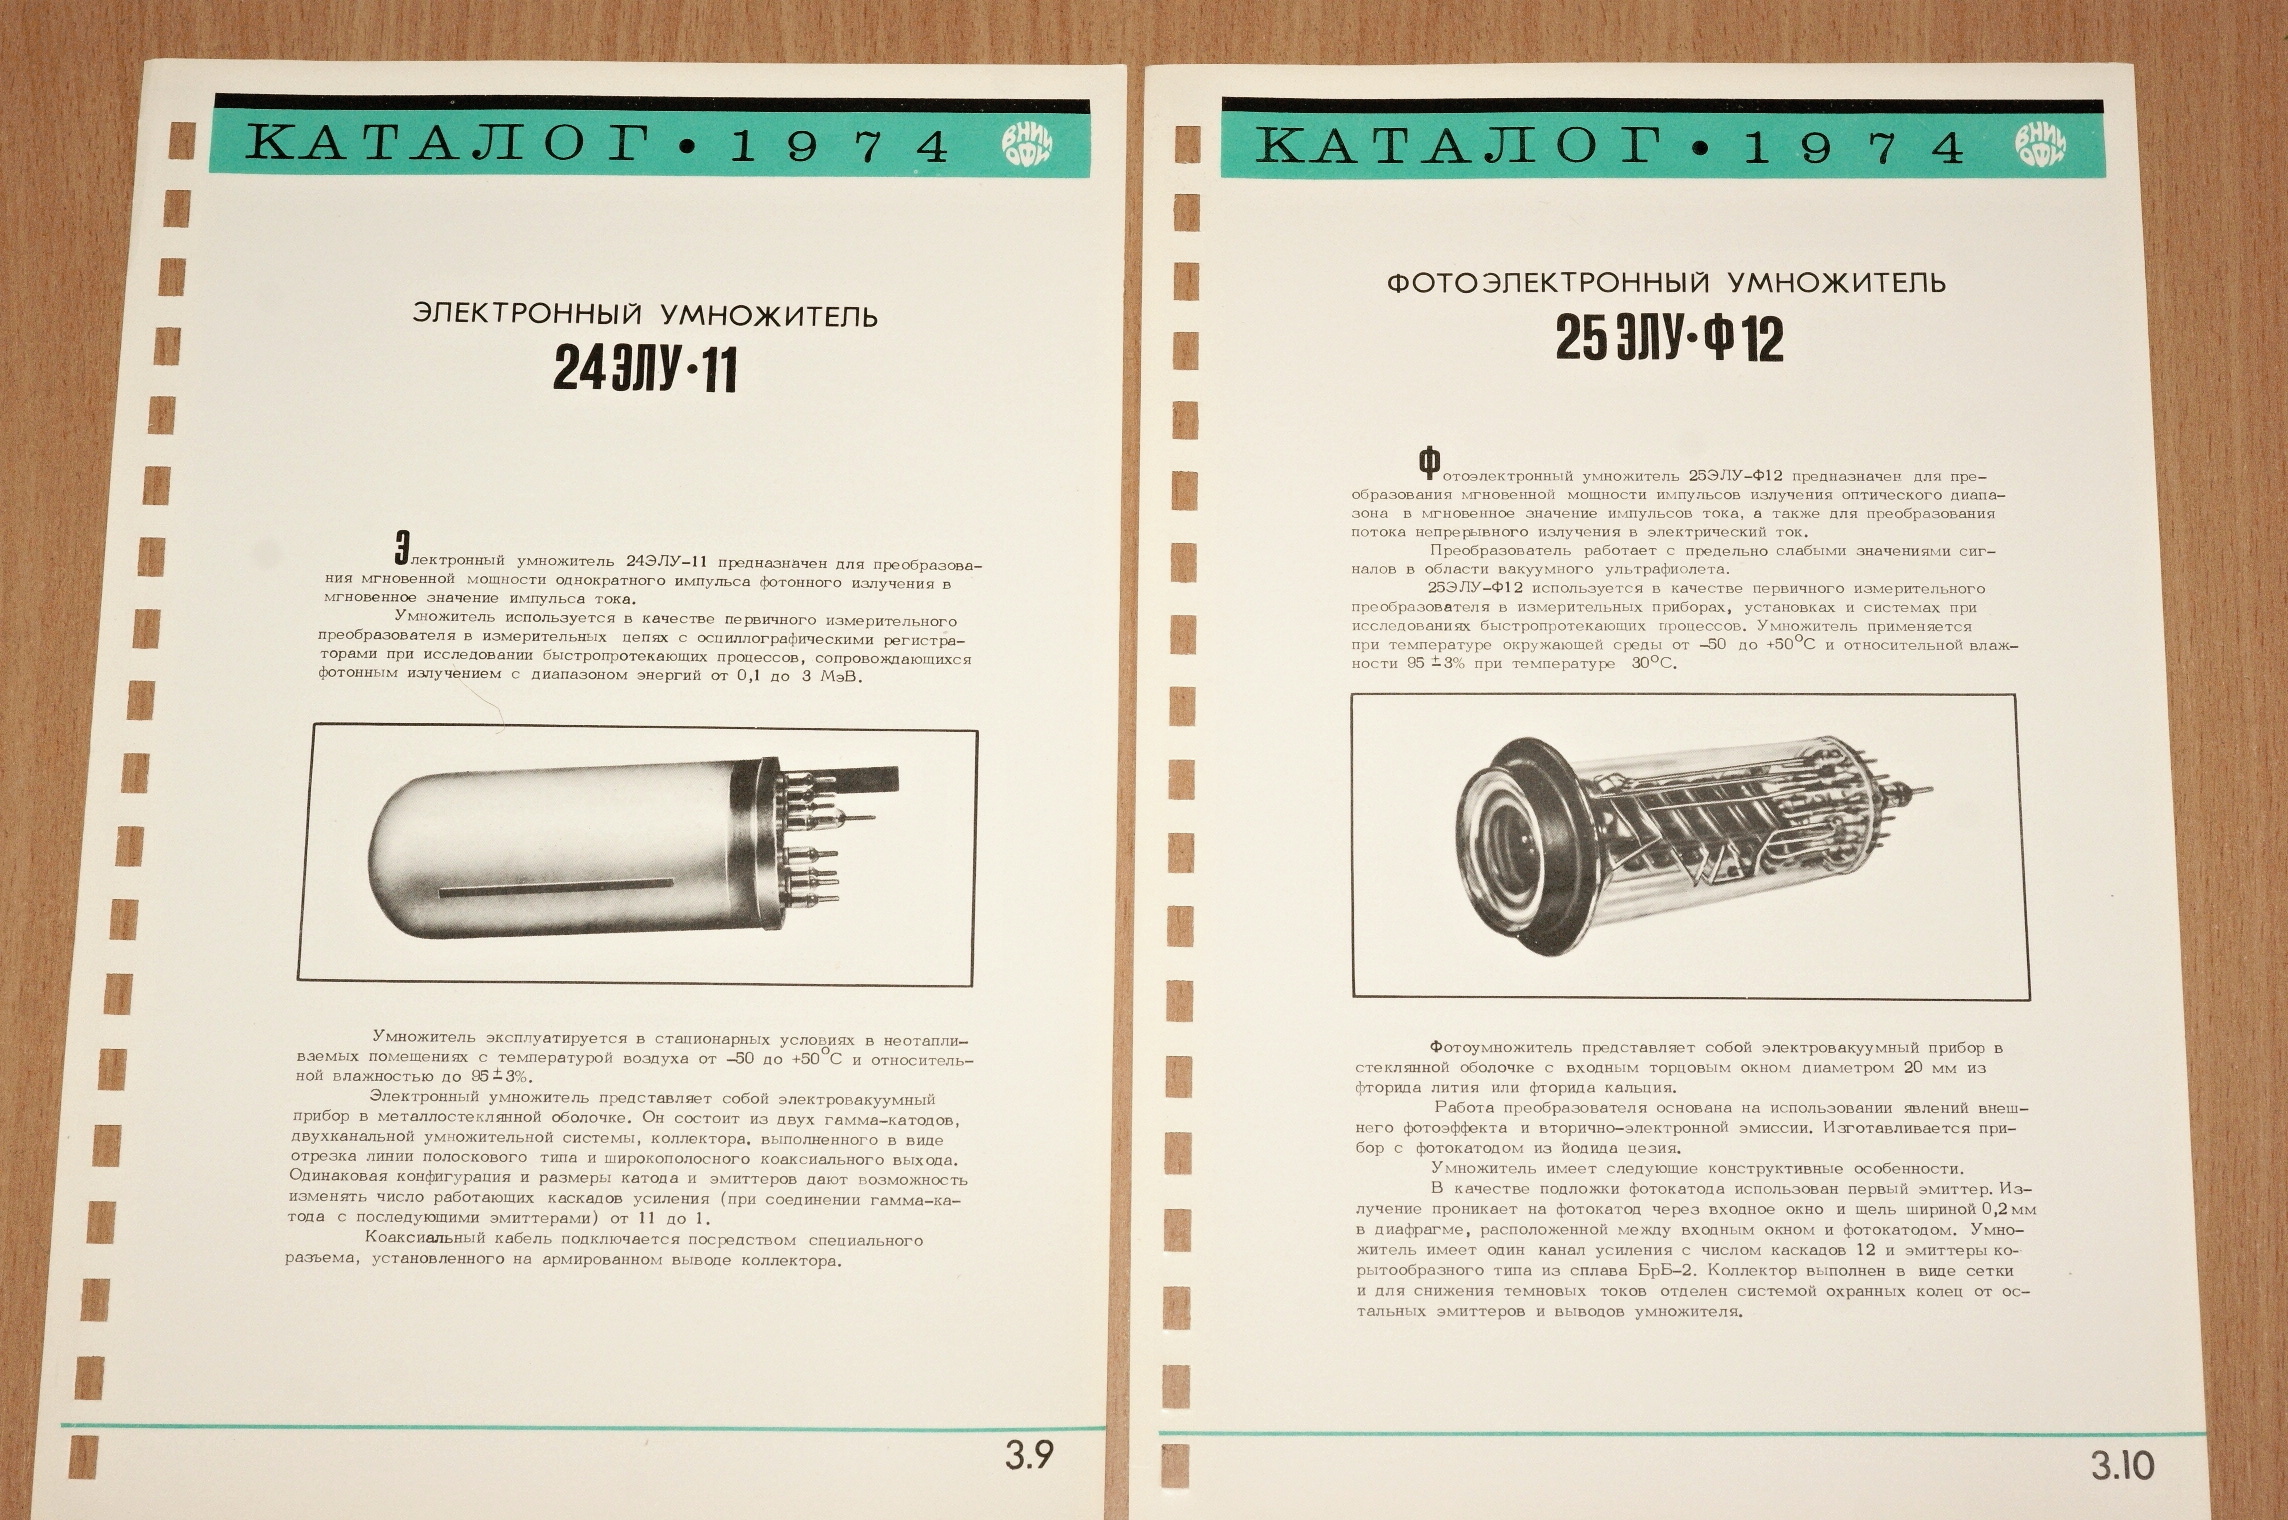 КАТАЛОГ • 1974
ВНИИ
ОФИ
ЭЛЕКТРОННЫЙ УМНОЖИТЕЛЬ
24ЭЛУ•11
Электронный умножитель 24ЭЛУ-11 предназначен для преобразова-
ния мгновенной мощности однократного импульса фотонного излучения в
мгновенное значение импульса тока.
Умножитель используется в качестве первичного измерительного
преобразователя в измерительных цепях с осциллографическими регистра-
торами при исследовании быстропротекающих процессов, сопровождающихся
фотонным излучением с диапазоном энергий от 0,1 до 3 МэВ.
Умножитель эксплуатируется в стационарных условиях в неотапли-
ваемых помещениях с температурой воздуха от -50 до +50°С и относитель-
ной влажностью до 95±3%.
Электронный умножитель представляет собой электровакуумный
прибор в металлостеклянной оболочке. Он состоит из двух гамма-катодов,
двухканальной умножительной системы, коллектора, выполненного в виде
отрезка линии полоскового типа и широкополосного коаксиального выхода.
Одинаковая конфигурация и размеры катода и эмиттеров дают возможность
изменять число работающих каскадов усиления (при соединении гамма-ка-
тода с последующими эмиттерами) от 11 до 1.
Коаксиальный кабель подключается посредством специального
разъема, установленного на армированном выводе коллектора.
3.9
КАТАЛОГ • 1974
ВНИИ
ОФИ
ФОТОЭЛЕКТРОННЫЙ УМНОЖИТЕЛЬ
25 ЭЛУ•Ф12
Фотоэлектронный умножитель 25ЭЛУ-Ф12 предназначен для пре-
образования мгновенной мощности импульсов излучения оптического диапа-
зона в мгновенное значение импульсов тока, а также для преобразования
потока непрерывного излучения в электрический ток.
Преобразователь работает с предельно слабыми значениями сиг-
налов в области вакуумного ультрафиолета.
25ЭЛУ-Ф12 используется в качестве первичного измерительного
преобразователя в измерительных приборах, установках и системах при
исследованиях быстропротекающих процессов. Умножитель применяется
при температуре окружающей среды от -50 до +50°С и относительной влаж-
ности 95 ±3% при температуре 30°С.
Фотоумножитель представляет собой электровакуумный прибор в
стеклянной оболочке с входным торцовым окном диаметром 20 мм из
фторида лития или фторида кальция.
Работа преобразователя основана на использовании явлений внеш-
него фотоэффекта и вторично-электронной эмиссии. Изготавливается при-
бор с фотокатодом из йодида цезия.
Умножитель имеет следующие конструктивные особенности.
В качестве подложки фотокатода использован первый эмиттер. Из-
лучение проникает на фотокатод через входное окно и щель шириной 0,2 мм
в диафрагме, расположенной между входным окном и фотокатодом. Умно-
житель имеет один канал усиления с числом каскадов 12 и эмиттеры ко-
рытообразного типа из сплава БрБ-2. Коллектор выполнен в виде сетки
и для снижения темновых токов отделен системой охранных колец от ос-
тальных эмиттеров и выводов умножителя.
3.10